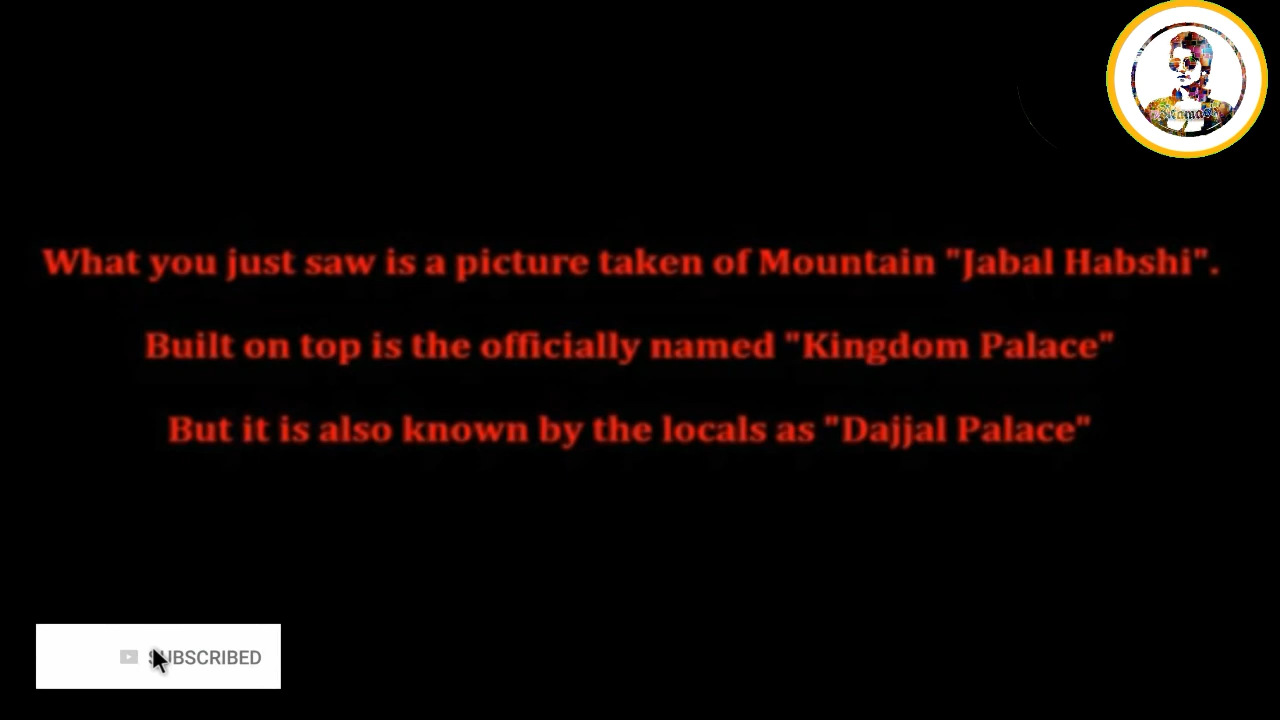 What you just saw is a picture taken of Mountain "Jabal Habshi".
Built on top is the officially named "Kingdom Palace"
But it is also known by the locals as "Dajjal Palace"
SUBSCRIBED